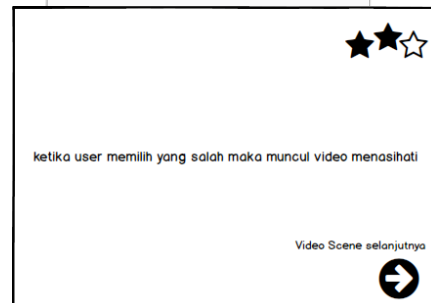 ketika user memilih yang salah maka muncul video menasihati
Video Scene selanjutnya